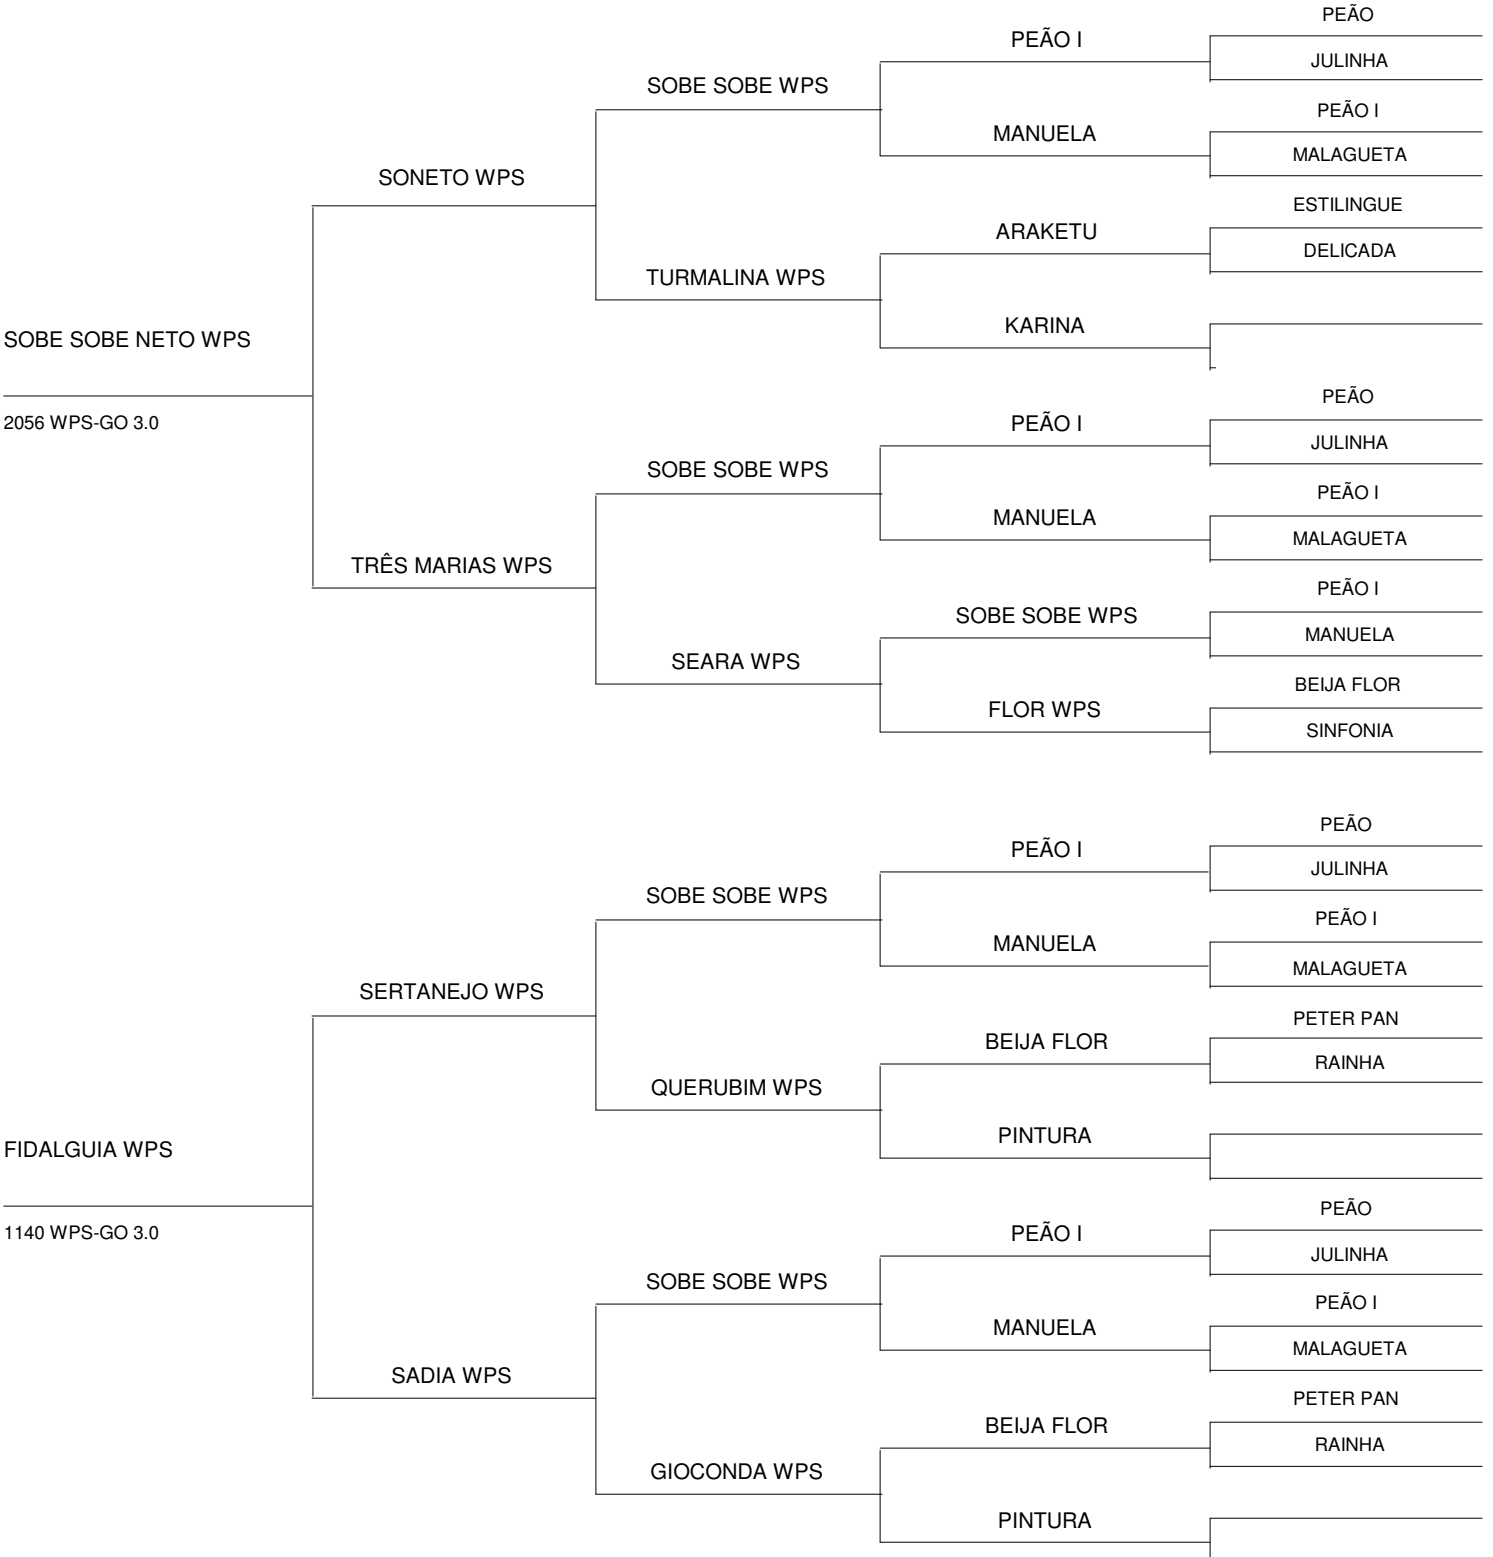 PEÃO
PEÃO I
JULINHA
SOBE SOBE WPS
PEÃO I
MANUELA
MALAGUETA
SONETO WPS
ESTILINGUE
ARAKETU
DELICADA
TURMALINA WPS
KARINA
SOBE SOBE NETO WPS
PEÃO
2056 WPS-GO 3.0
PEÃO I
JULINHA
SOBE SOBE WPS
PEÃO I
MANUELA
MALAGUETA
TRÊS MARIAS WPS
PEÃO I
SOBE SOBE WPS
MANUELA
SEARA WPS
BEIJA FLOR
FLOR WPS
SINFONIA
PEÃO
PEÃO I
JULINHA
SOBE SOBE WPS
PEÃO I
MANUELA
MALAGUETA
SERTANEJO WPS
PETER PAN
BEIJA FLOR
RAINHA
QUERUBIM WPS
PINTURA
FIDALGUIA WPS
PEÃO
1140 WPS-GO 3.0
PEÃO I
JULINHA
SOBE SOBE WPS
PEÃO I
MANUELA
MALAGUETA
SADIA WPS
PETER PAN
BEIJA FLOR
RAINHA
GIOCONDA WPS
PINTURA